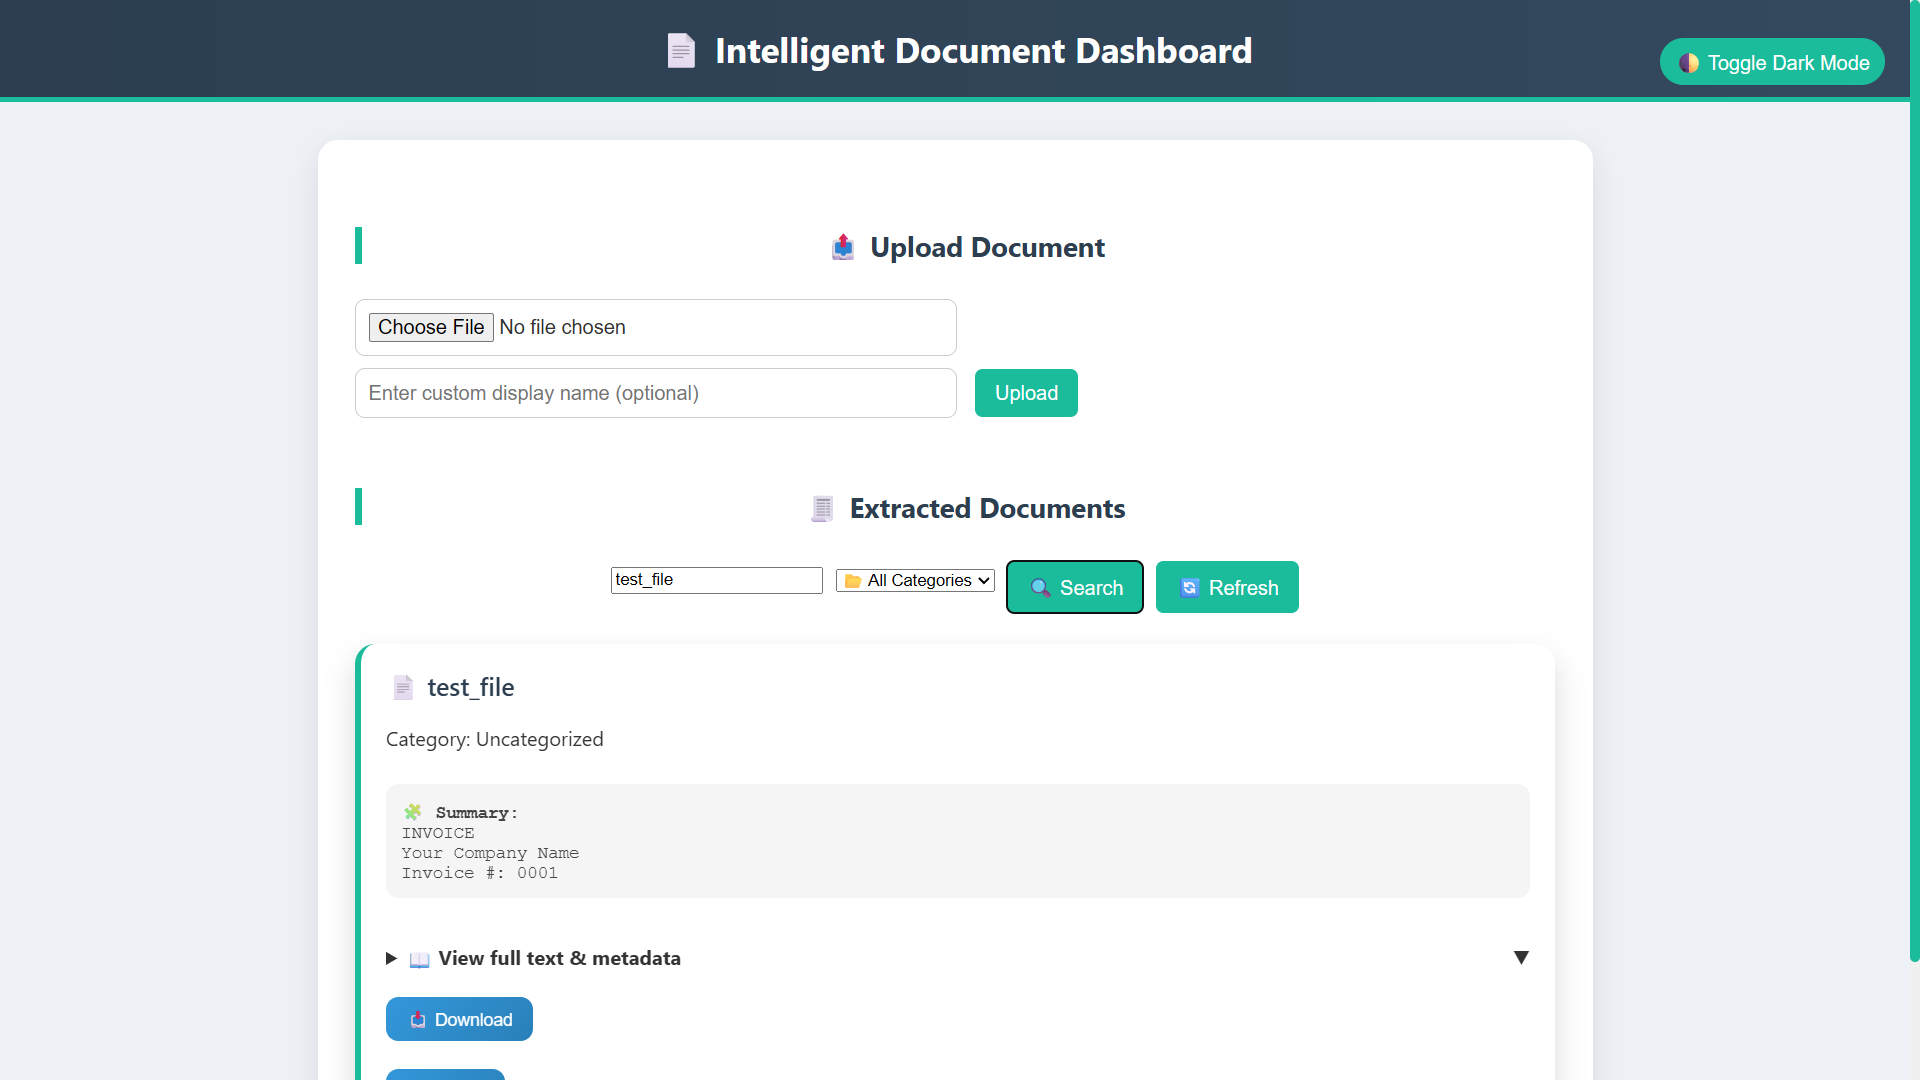 Intelligent Document Dashboard
Toggle Dark Mode
Upload Document
Choose File No file chosen
Enter custom display name (optional)
Upload
Extracted Documents
test_file
All Categories
Search
Refresh
test_file
Category: Uncategorized
Summary:
INVOICE
Your Company Name
Invoice #: 0001
View full text & metadata
Download